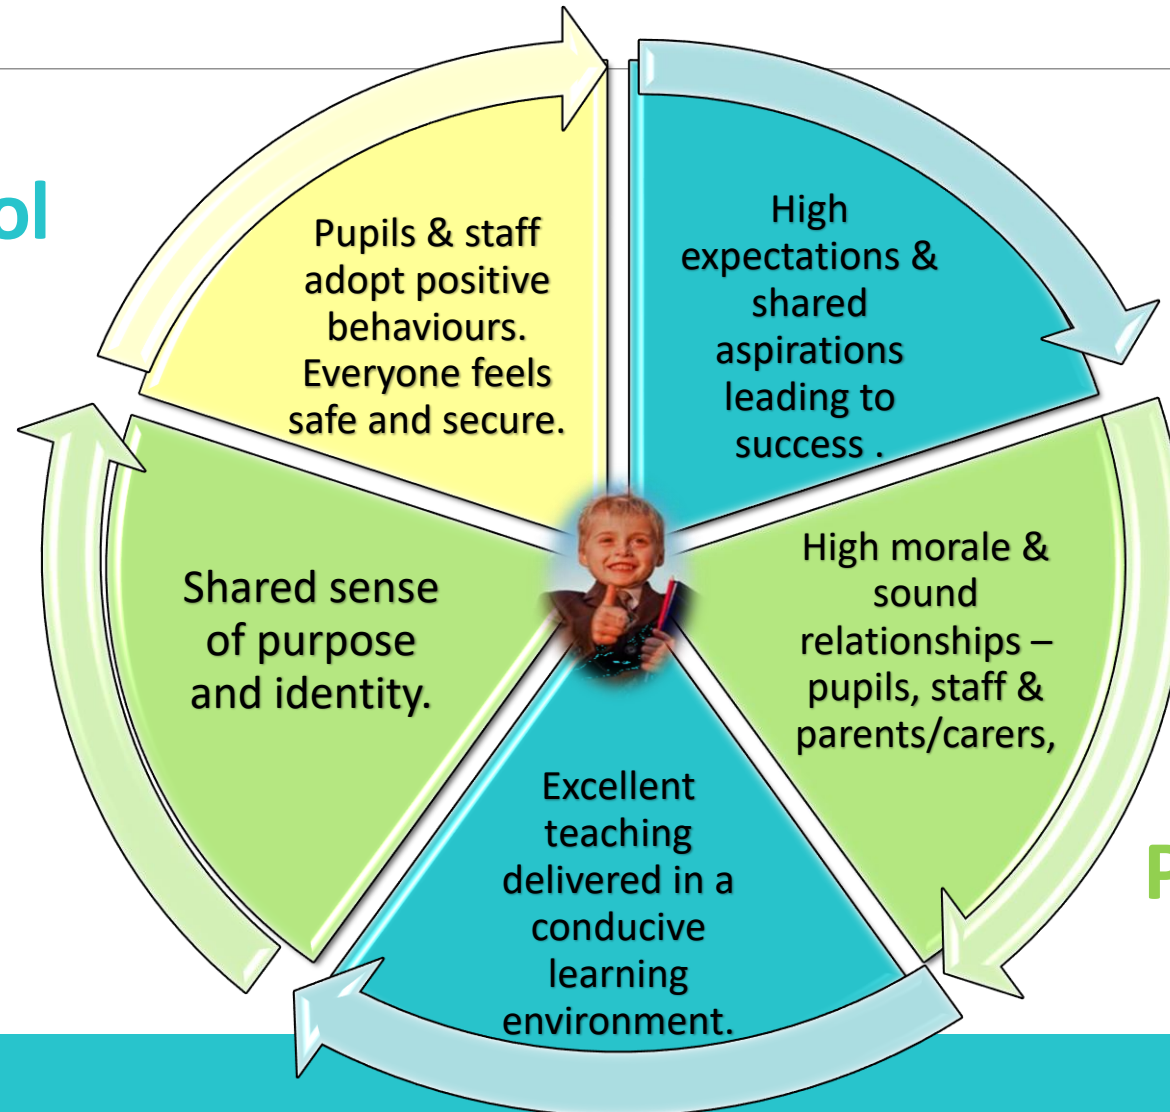 ol
Pupils & staff
adopt positive
behaviours.
Everyone feels
safe and secure.
High
expectations &
shared
aspirations
leading to
success .
High morale &
sound
relationships –
pupils, staff &
parents/carers,
Shared sense
of purpose
and identity.
Excellent
teaching
delivered in a
conducive
learning
environment.
P